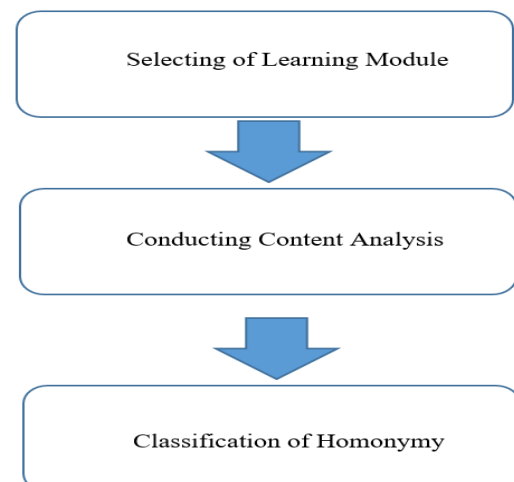 Selecting of Learning Module
Conducting Content Analysis
Classification of Homonymy